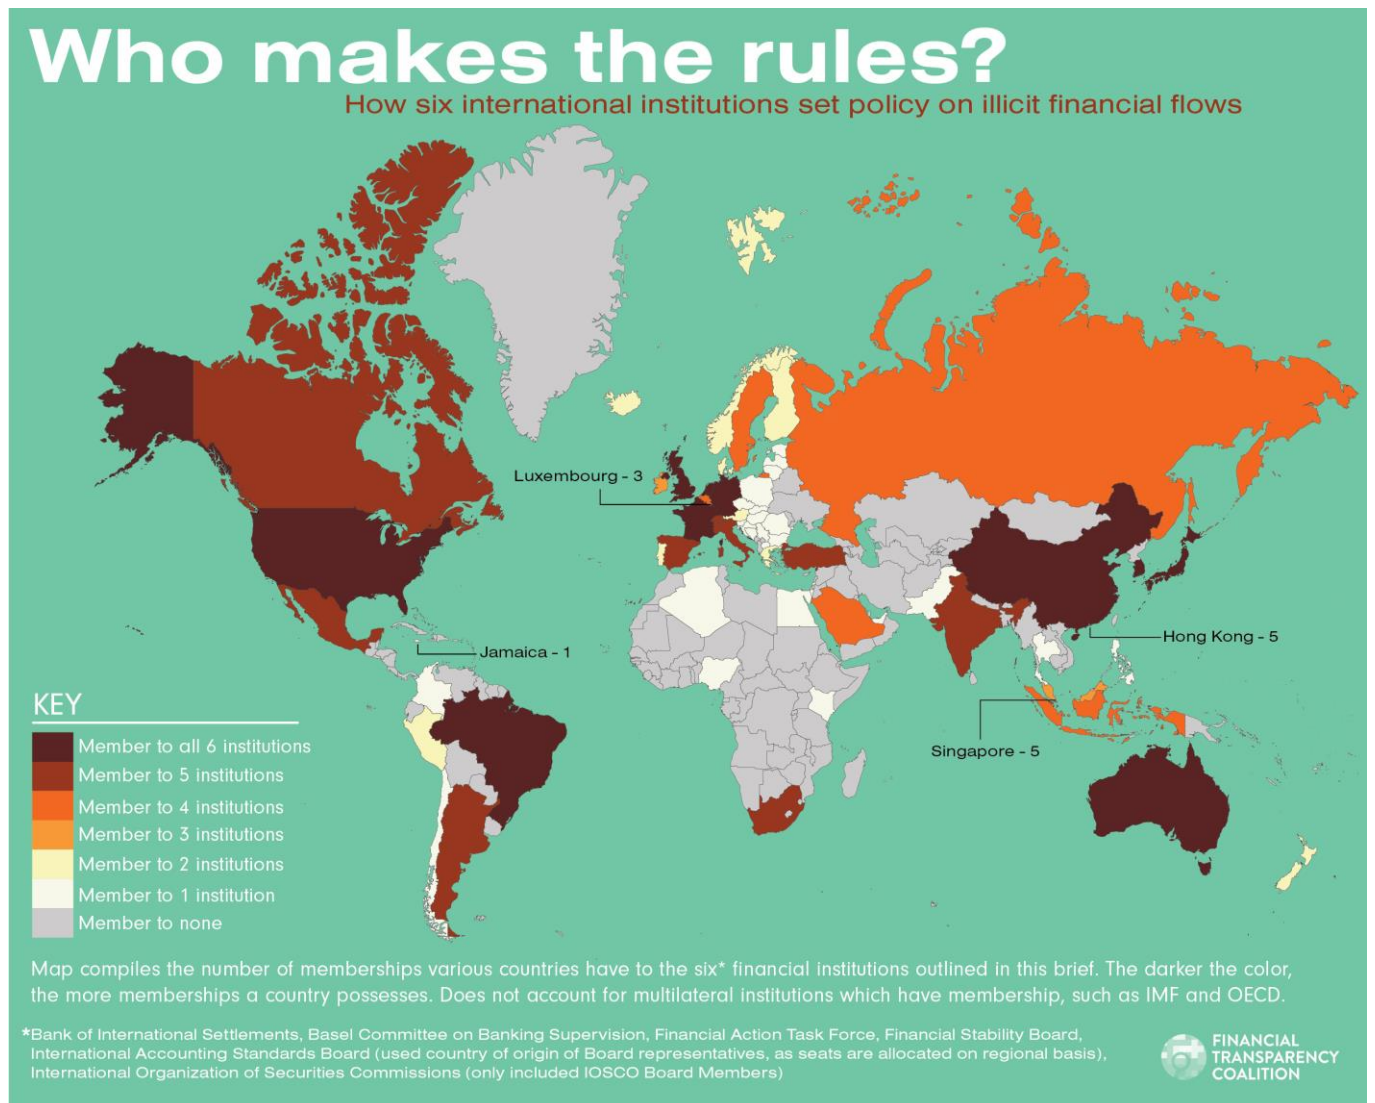 Who makes the rules?
How six international institutions set policy on illicit financial flows
Luxembourg - 3
Hong Kong - 5
Jamaica - 1
Singapore - 5
KEY
Member to all 6 institutions
Member to 5 institutions
Member to 4 institutions
Member to 3 institutions
Member to 2 institutions
Member to 1 institution
Member to none
Map compiles the number of memberships various countries have to the six* financial institutions outlined in this brief. The darker the color,
the more memberships a country possesses. Does not account for multilateral institutions which have membership, such as IMF and OECD.
*Bank of International Settlements, Basel Committee on Banking Supervision, Financial Action Task Force, Financial Stability Board,
International Accounting Standards Board (used country of origin of Board representatives, as seats are allocated on regional basis),
International Organization of Securities Commissions (only included IOSCO Board Members)
FINANCIAL
TRANSPARENCY
COALITION